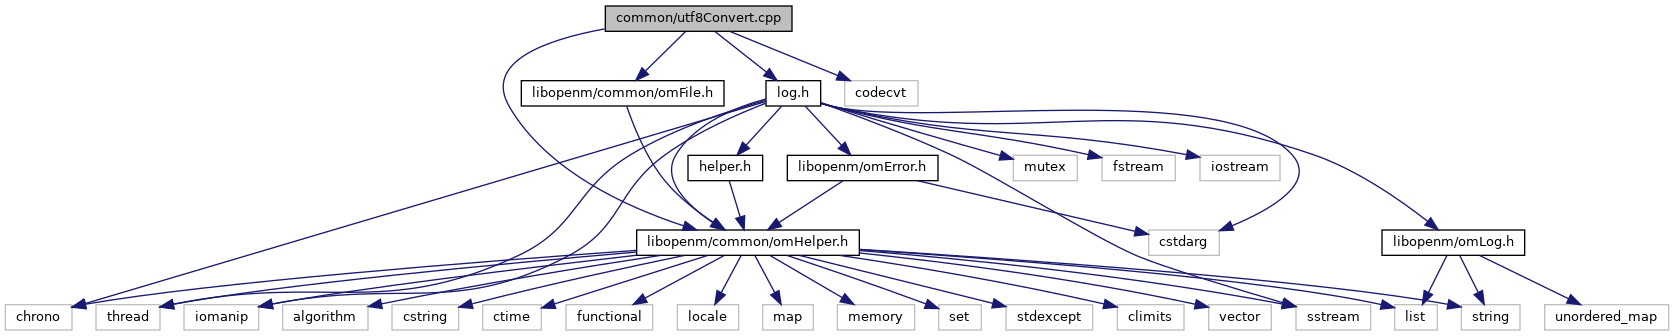 common/utf8Convert.cpp
libopenm/common/omFile.h
log.h
codecvt
helper.h
libopenm/omError.h
mutex
fstream
iostream
libopenm/common/omHelper.h
cstdarg
libopenm/omLog.h
chrono
thread
iomanip
algorithm
cstring
ctime
functional
locale
map
memory
set
stdexcept
climits
vector
sstream
list
string
unordered_map